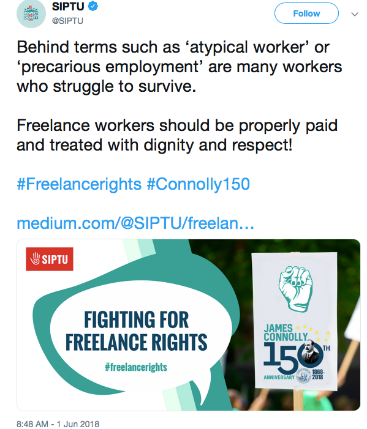 SIPTU
@SIPTU
Follow
Behind terms such as ‘atypical worker’ or
‘precarious employment’ are many workers
who struggle to survive.
Freelance workers should be properly paid
and treated with dignity and respect!
#Freelancerights #Connolly150
medium.com/@SIPTU/freelan…
SIPTU
FIGHTING FOR
FREELANCE RIGHTS
#freelancerights
JAMES
CONNOLLY
150TH
ANNIVERSARY
1868-
2018
8:48 AM - 1 Jun 2018